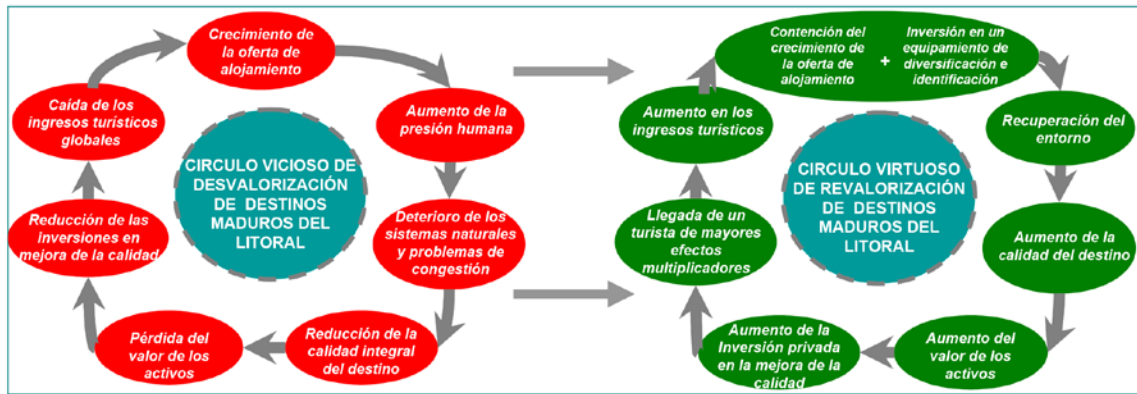 Crecimiento de
la oferta de
alojamiento
Aumento de la
presión humana
Deterioro de los
sistemas naturales
y problemas de
congestión
Reducción de la
calidad integral
del destino
Pérdida del
valor de los
activos
Reducción de las
inversiones en
mejora de la calidad
Caída de los
ingresos turísticos
globales
CIRCULO VICIOSO DE
DESVALORIZACIÓN
DE DESTINOS
MADUROS DEL
LITORAL
Contención del
crecimiento de
la oferta de
alojamiento
+
Inversión en un
equipamiento de
diversificación e
identificación
Recuperación del
entorno
Aumento de la
calidad del destino
Aumento del
valor de los
activos
Aumento de la
Inversión privada
en la mejora de la
calidad
Llegada de un
turista de mayores
efectos
multiplicadores
Aumento en los
ingresos turísticos
CIRCULO VIRTUOSO
DE REVALORIZACIÓN
DE DESTINOS
MADUROS DEL
LITORAL